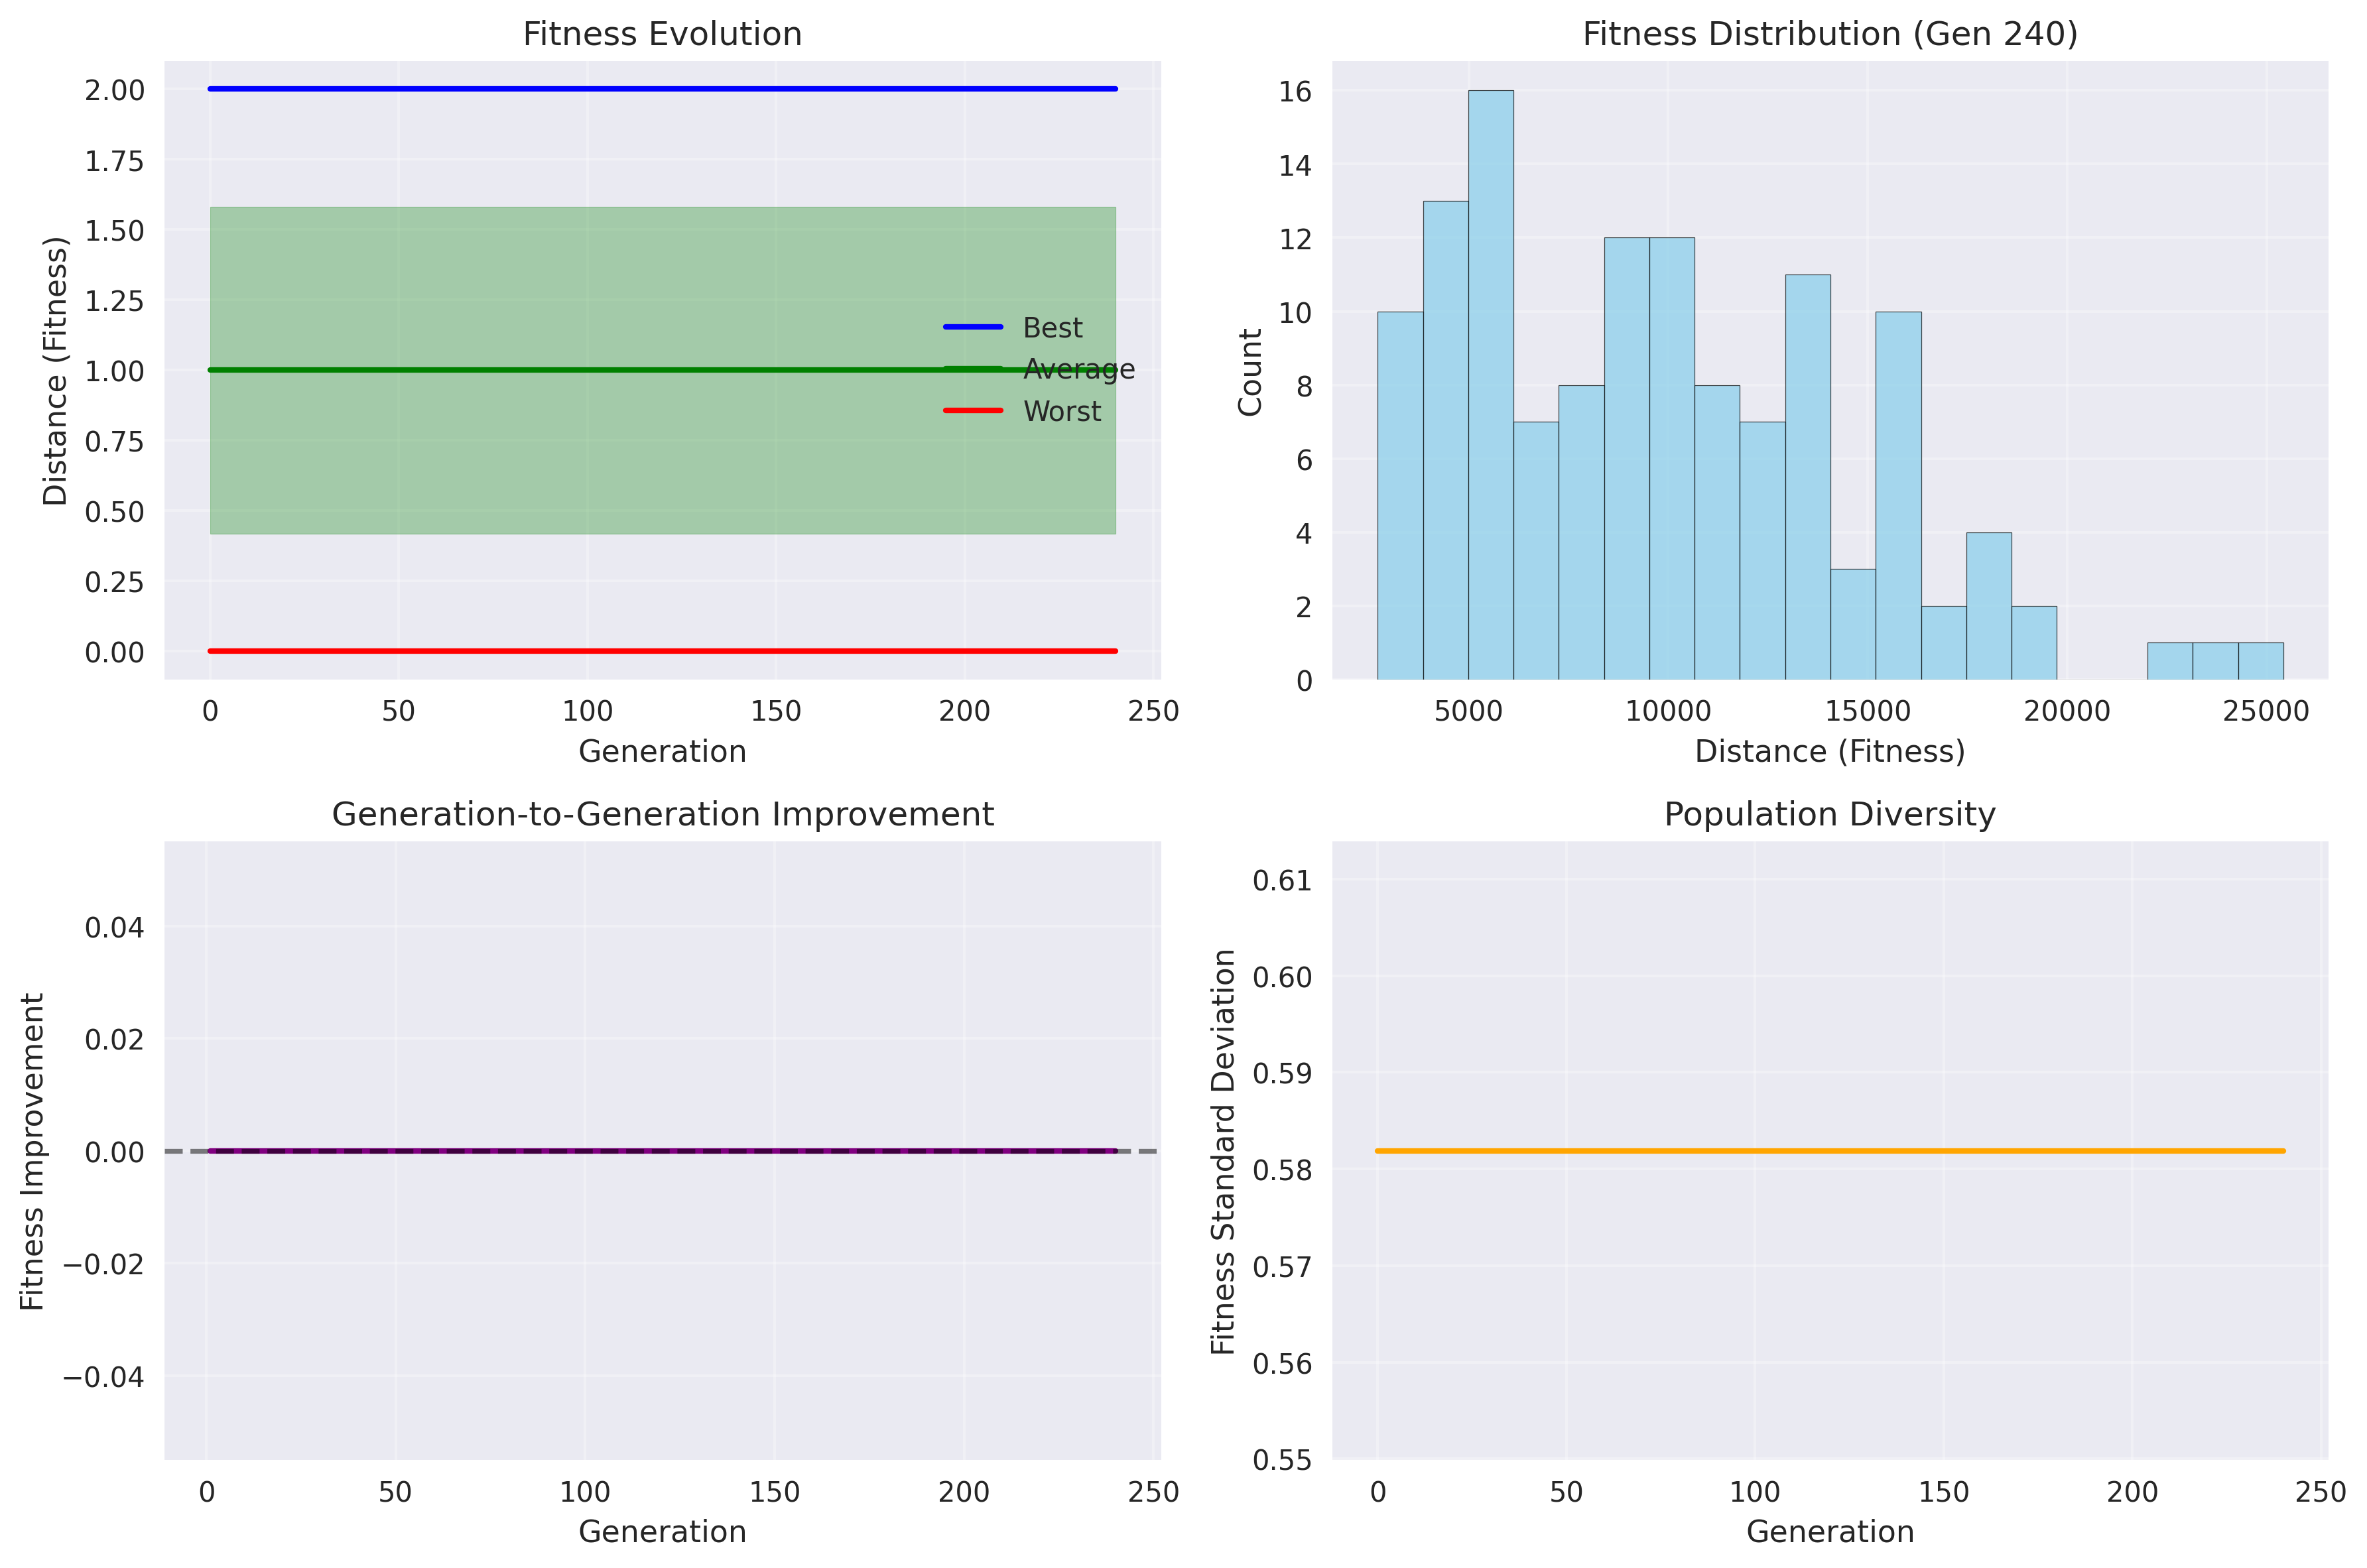 Fitness Evolution
Distance (Fitness)
2.00
1.75
1.50
1.25
1.00
0.75
0.50
0.25
0.00
Best
Average
Worst
0 50 100 150 200 250
Generation
Fitness Distribution (Gen 240)
Count
16
14
12
10
8
6
4
2
0
5000 10000 15000 20000 25000
Distance (Fitness)
Generation-to-Generation Improvement
Fitness Improvement
0.04
0.02
0.00
−0.02
−0.04
0 50 100 150 200 250
Generation
Population Diversity
Fitness Standard Deviation
0.61
0.60
0.59
0.58
0.57
0.56
0.55
0 50 100 150 200 250
Generation